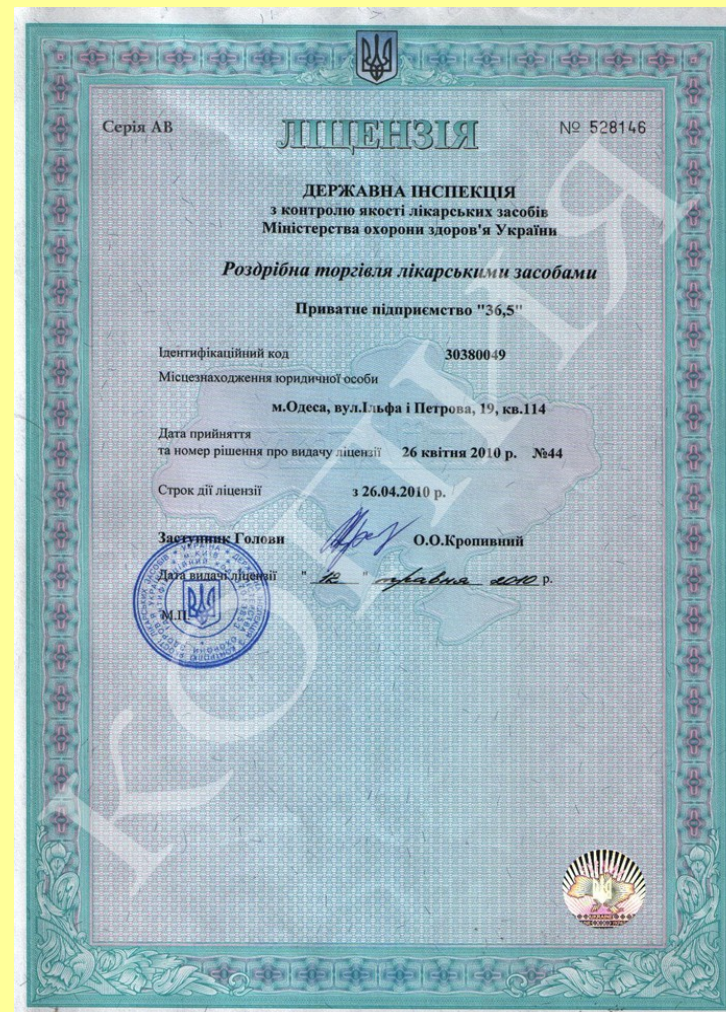 Серія АВ
ЛІЦЕНЗІЯ
№ 528146
ДЕРЖАВНА ІНСПЕКЦІЯ
з контролю якості лікарських засобів
Міністерства охорони здоров'я України
Роздрібна торгівля лікарськими засобами
Приватне підприємство "36,5"
Ідентифікаційний код 30380049
Місцезнаходження юридичної особи
м.Одеса, вул.Ільфа і Петрова, 19, кв.114
Дата прийняття
та номер рішення про видачу ліцензії 26 квітня 2010 р. №44
Строк дії ліцензії з 26.04.2010 р.
Заступник Голови О.О.Кропивний
Дата видачі ліцензії " 12 " травня 2010 р.
М.П.
КОПИЯ